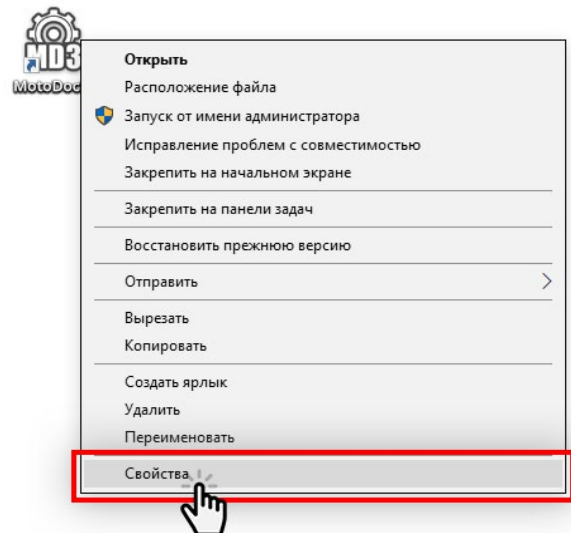 MD3
MotoDoc
Открыть
Расположение файла
Запуск от имени администратора
Исправление проблем с совместимостью
Закрепить на начальном экране
Закрепить на панели задач
Восстановить прежнюю версию
Отправить
Вырезать
Копировать
Создать ярлык
Удалить
Переименовать
Свойства